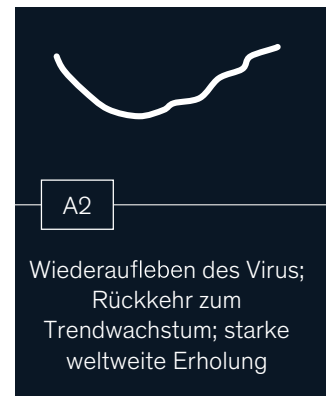 A2
Wiederaufleben des Virus;
Rückkehr zum
Trendwachstum; starke
weltweite Erholung